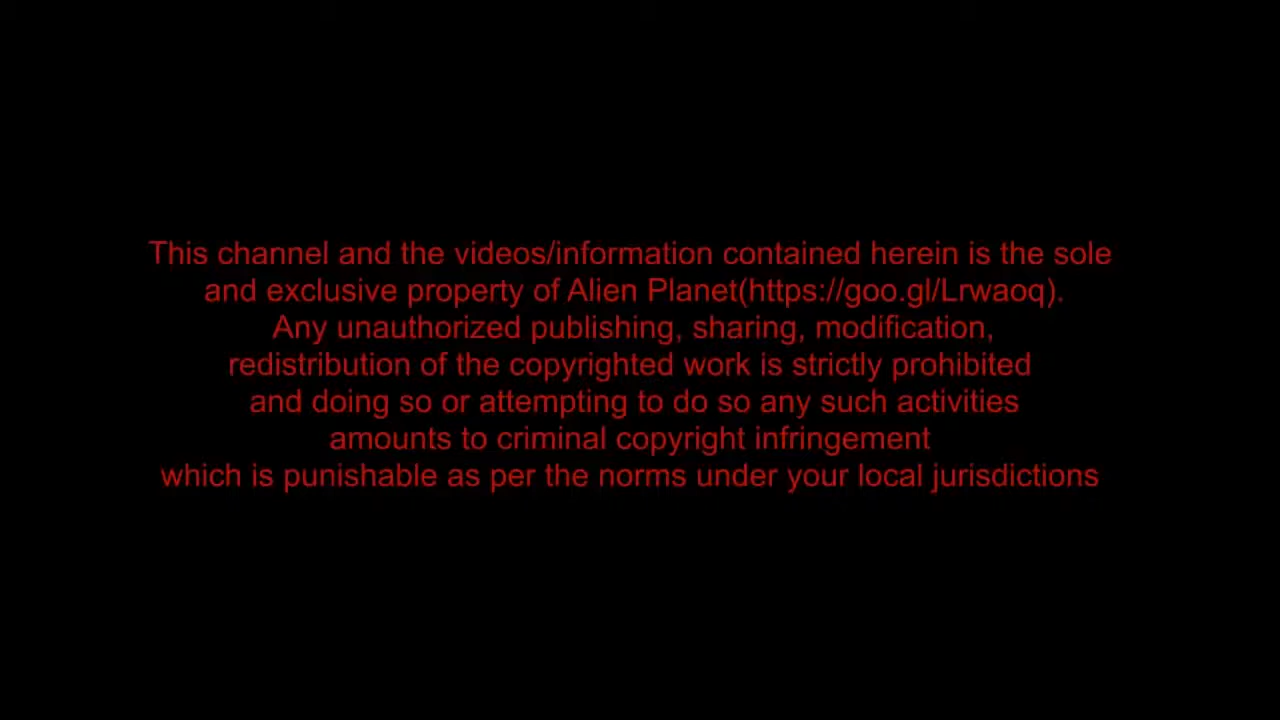 This channel and the videos/information contained herein is the sole
and exclusive property of Alien Planet(https://goo.gl/Lrwaoq).
Any unauthorized publishing, sharing, modification,
redistribution of the copyrighted work is strictly prohibited
and doing so or attempting to do so any such activities
amounts to criminal copyright infringement
which is punishable as per the norms under your local jurisdictions